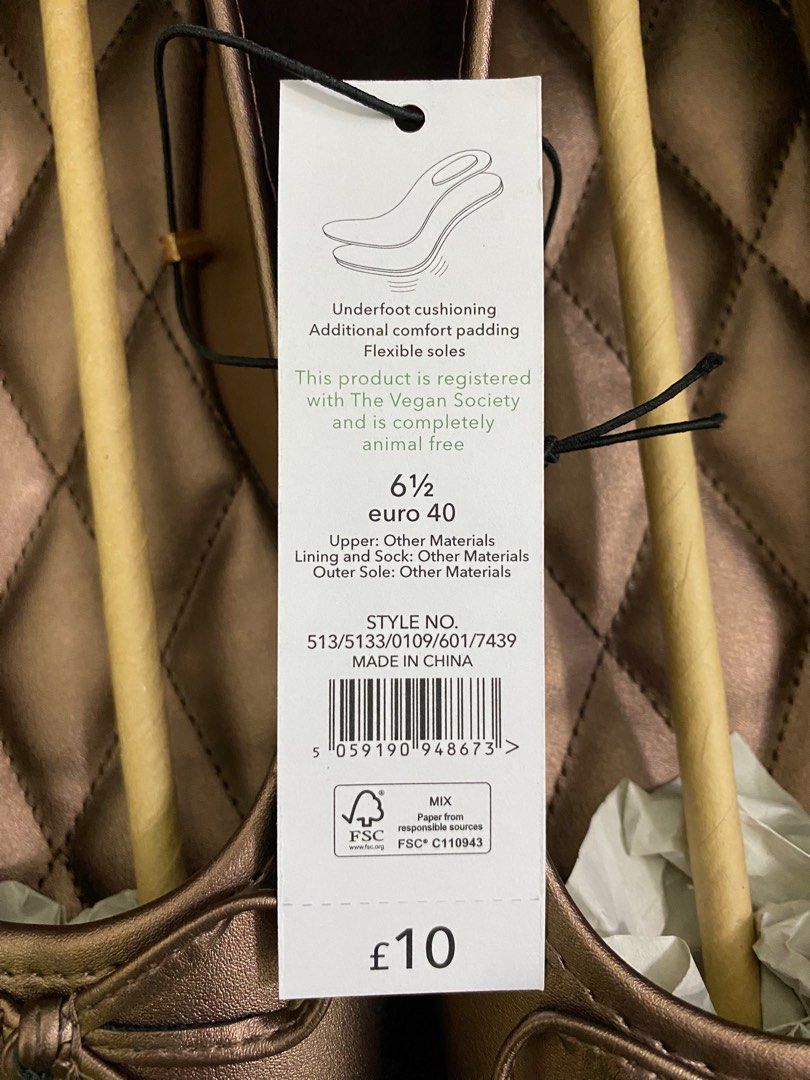 Underfoot cushioning
Additional comfort padding
Flexible soles
This product is registered
with The Vegan Society
and is completely
animal free
6½
euro 40
Upper: Other Materials
Lining and Sock: Other Materials
Outer Sole: Other Materials
STYLE NO.
513/5133/0109/601/7439
MADE IN CHINA
5 059190 948673 >
FSC®
www.fsc.org
MIX
Paper from
responsible sources
FSC® C110943
£10